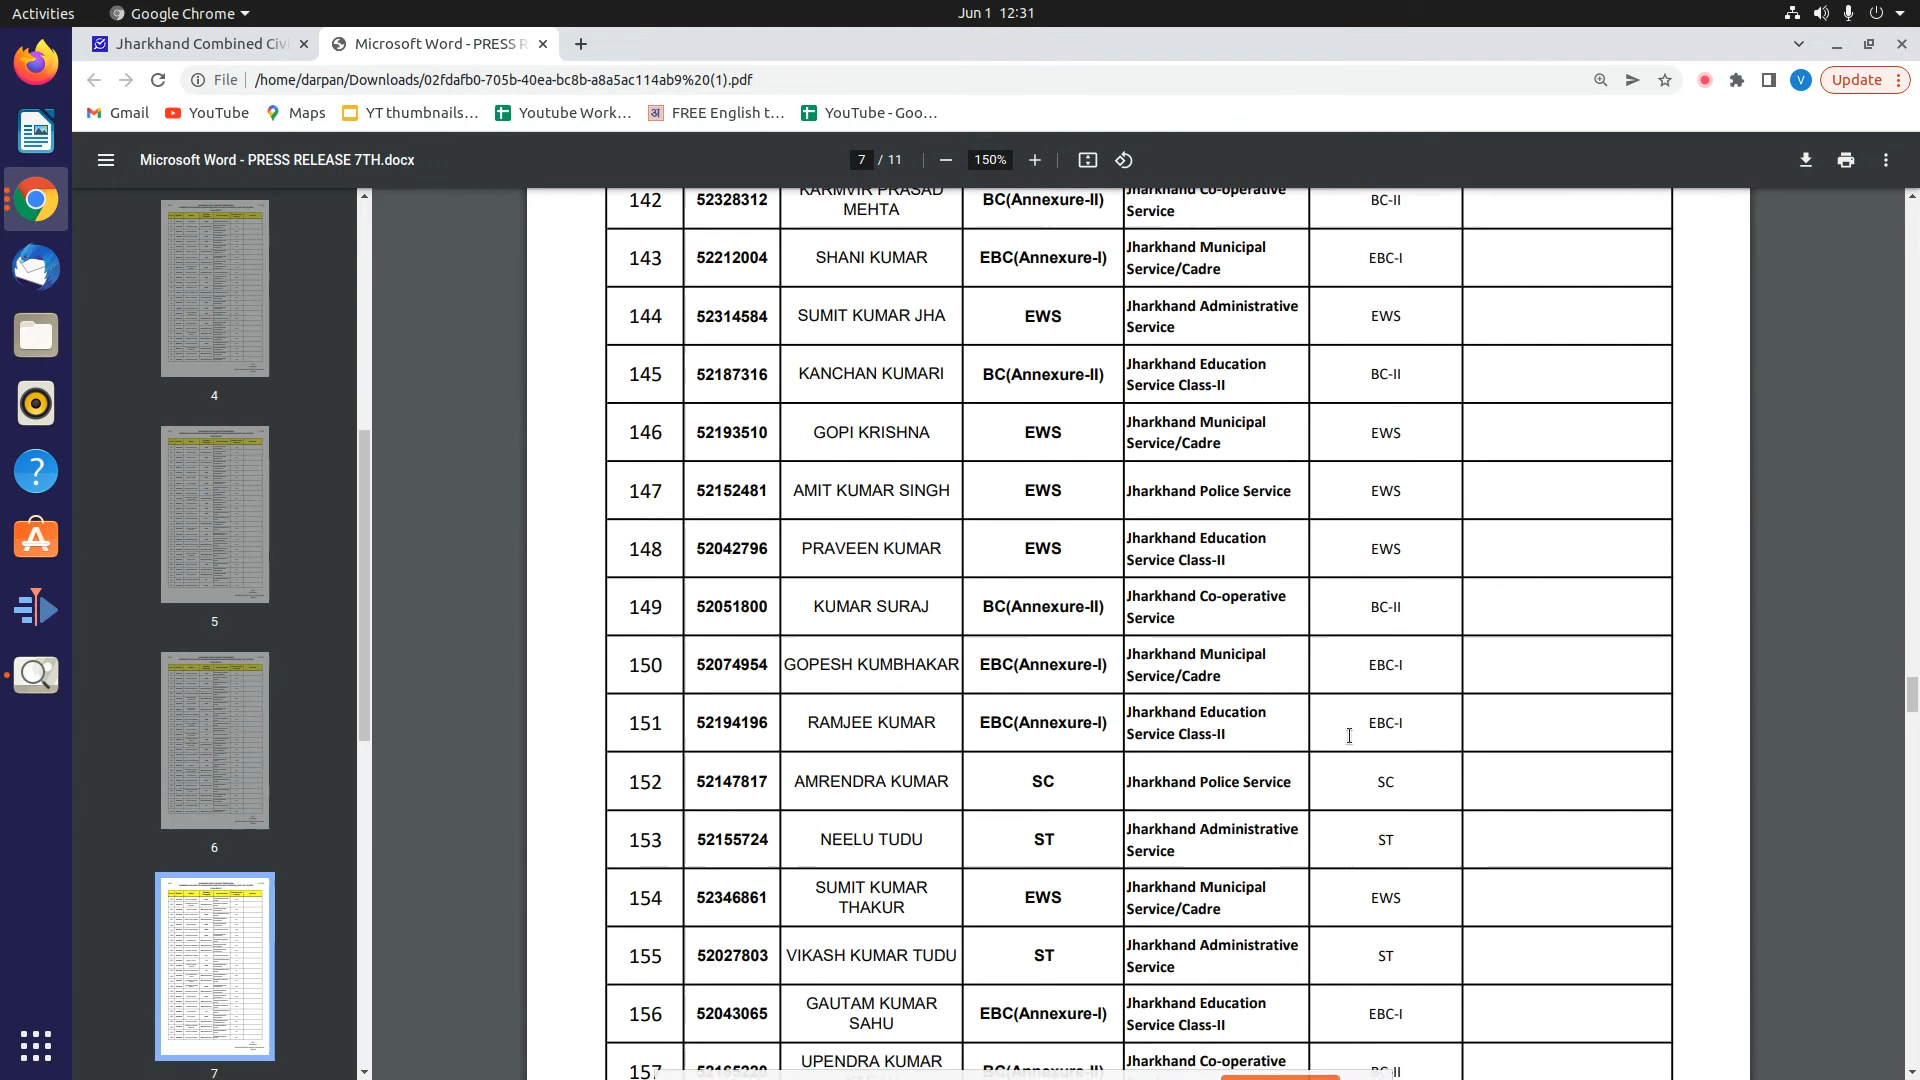 Activities Google Chrome Jun 1 12:31
Jharkhand Combined Civi Microsoft Word - PRESS R
File /home/darpan/Downloads/02fdafb0-705b-40ea-bc8b-a8a5ac114ab9%20(1).pdf V Update
Gmail YouTube Maps YT thumbnails... Youtube Work... FREE English t... YouTube - Goo...
Microsoft Word - PRESS RELEASE 7TH.docx 7 / 11 150%
4
5
6
7
142 52328312 KARMVIR PRASAD MEHTA BC(Annexure-II) Jharkhand Co-operative Service BC-II
143 52212004 SHANI KUMAR EBC(Annexure-I) Jharkhand Municipal Service/Cadre EBC-I
144 52314584 SUMIT KUMAR JHA EWS Jharkhand Administrative Service EWS
145 52187316 KANCHAN KUMARI BC(Annexure-II) Jharkhand Education Service Class-II BC-II
146 52193510 GOPI KRISHNA EWS Jharkhand Municipal Service/Cadre EWS
147 52152481 AMIT KUMAR SINGH EWS Jharkhand Police Service EWS
148 52042796 PRAVEEN KUMAR EWS Jharkhand Education Service Class-II EWS
149 52051800 KUMAR SURAJ BC(Annexure-II) Jharkhand Co-operative Service BC-II
150 52074954 GOPESH KUMBHAKAR EBC(Annexure-I) Jharkhand Municipal Service/Cadre EBC-I
151 52194196 RAMJEE KUMAR EBC(Annexure-I) Jharkhand Education Service Class-II EBC-I
152 52147817 AMRENDRA KUMAR SC Jharkhand Police Service SC
153 52155724 NEELU TUDU ST Jharkhand Administrative Service ST
154 52346861 SUMIT KUMAR THAKUR EWS Jharkhand Municipal Service/Cadre EWS
155 52027803 VIKASH KUMAR TUDU ST Jharkhand Administrative Service ST
156 52043065 GAUTAM KUMAR SAHU EBC(Annexure-I) Jharkhand Education Service Class-II EBC-I
157 UPENDRA KUMAR Jharkhand Co-operative